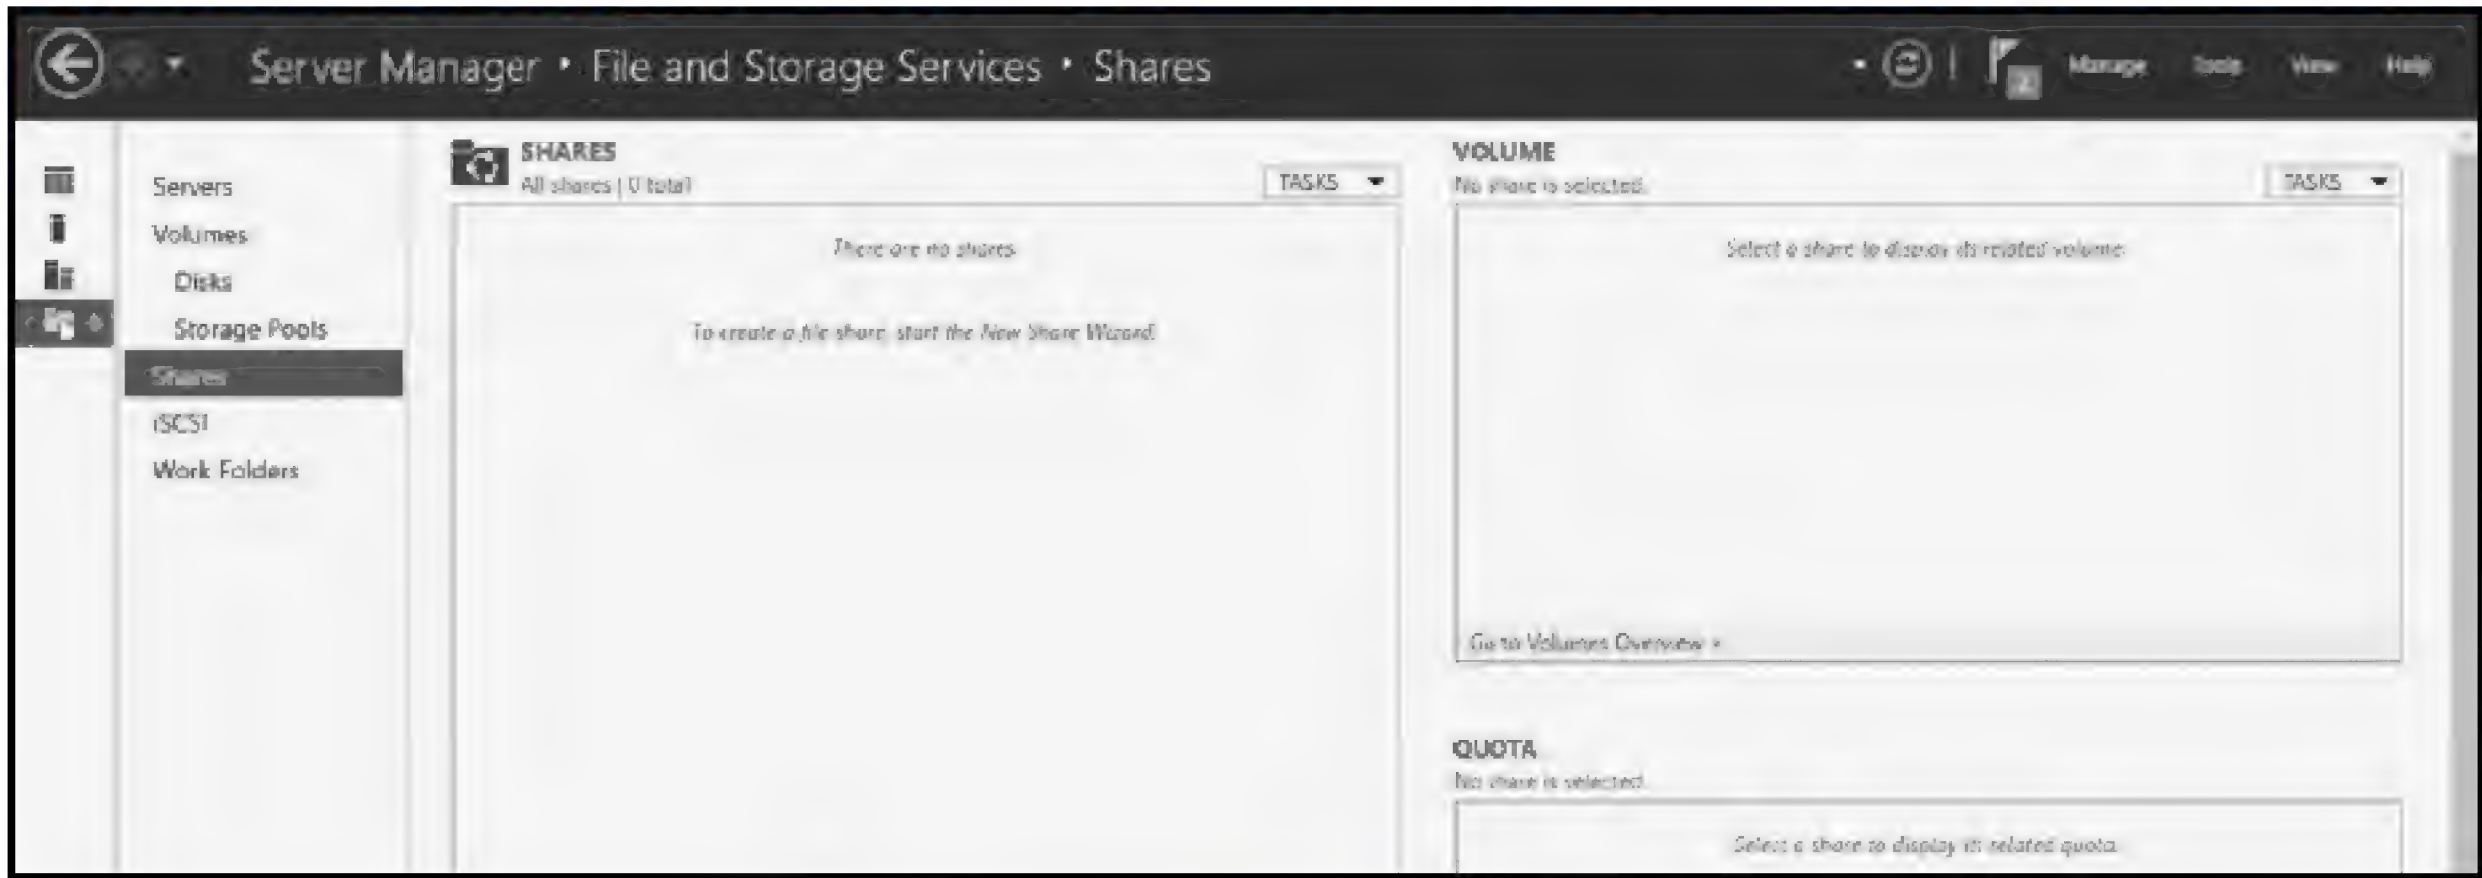 Server Manager • File and Storage Services • Shares
2
Manage Tools View Help
Servers
Volumes
Disks
Storage Pools
Shares
iSCSI
Work Folders
SHARES
All shares | 0 total
TASKS
There are no shares.
To create a file share, start the New Share Wizard.
VOLUME
No share is selected.
TASKS
Select a share to display its related volume.
Go to Volumes Overview >
QUOTA
No share is selected.
Select a share to display its related quota.